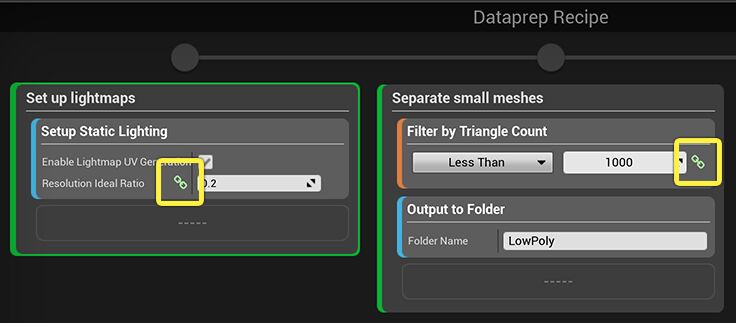 Dataprep Recipe
Set up lightmaps
Setup Static Lighting
Enable Lightmap UV Generation
Resolution Ideal Ratio 0.2
-----
Separate small meshes
Filter by Triangle Count
Less Than 1000
Output to Folder
Folder Name LowPoly
-----